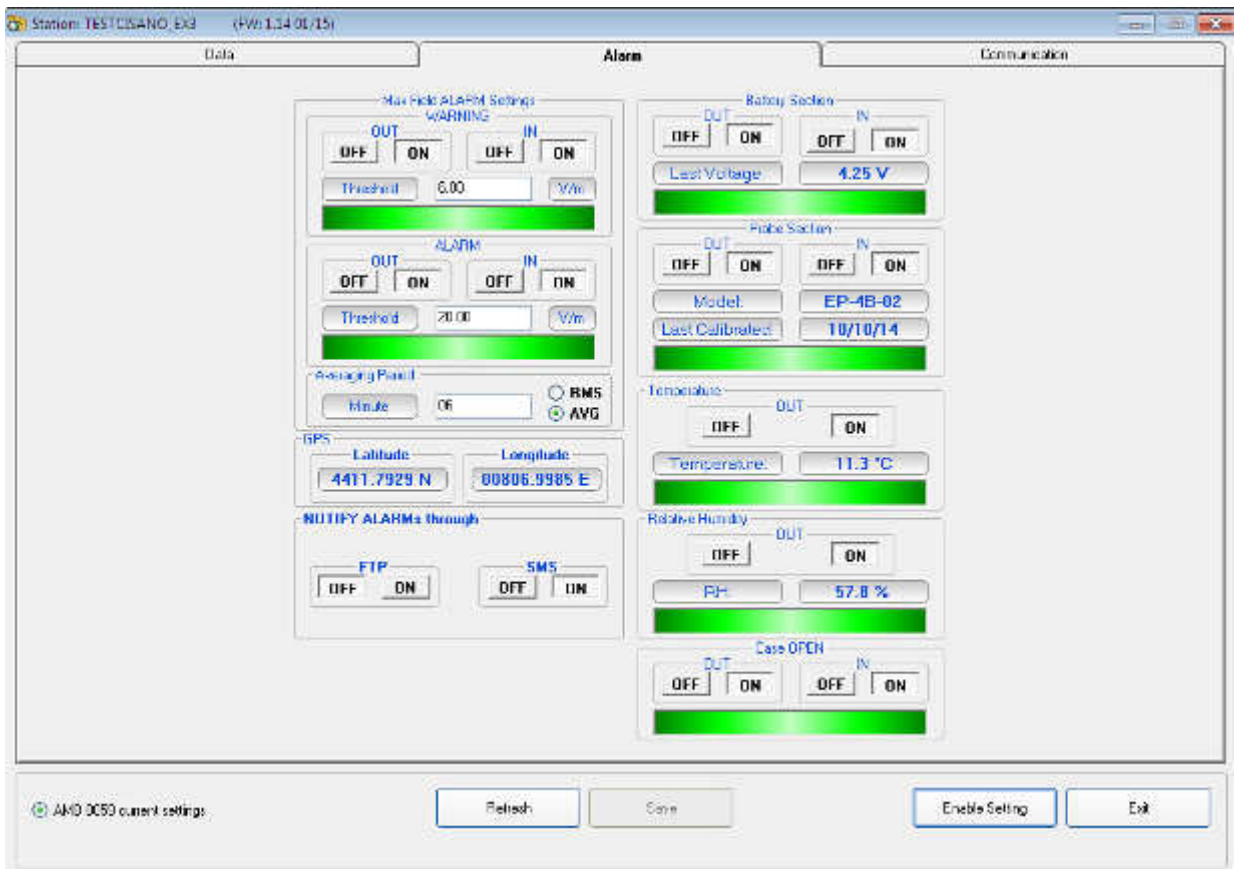 Station: TESTCISANO_EX3 (FW: 1.14 01/15)
Data Alarm Communication
Max Field ALARM Settings
WARNING
OUT IN
OFF ON OFF ON
Threshold 6.00 V/m
ALARM
OUT IN
OFF ON OFF ON
Threshold 20.00 V/m
Averaging Period
Minute 06
RMS
AVG
GPS
Latitude Longitude
4411.7929 N 00806.9985 E
NOTIFY ALARMs through
FTP SMS
OFF ON OFF ON
Battery Section
OUT IN
OFF ON OFF ON
Last Voltage 4.25 V
Probe Section
OUT IN
OFF ON OFF ON
Model: EP-4B-02
Last Calibrated: 10/10/14
Temperature
OUT
OFF ON
Temperature: 11.3 °C
Relative Humidity
OUT
OFF ON
RH: 57.8 %
Case OPEN
OUT IN
OFF ON OFF ON
current settings
Refresh Save Enable Setting Exit